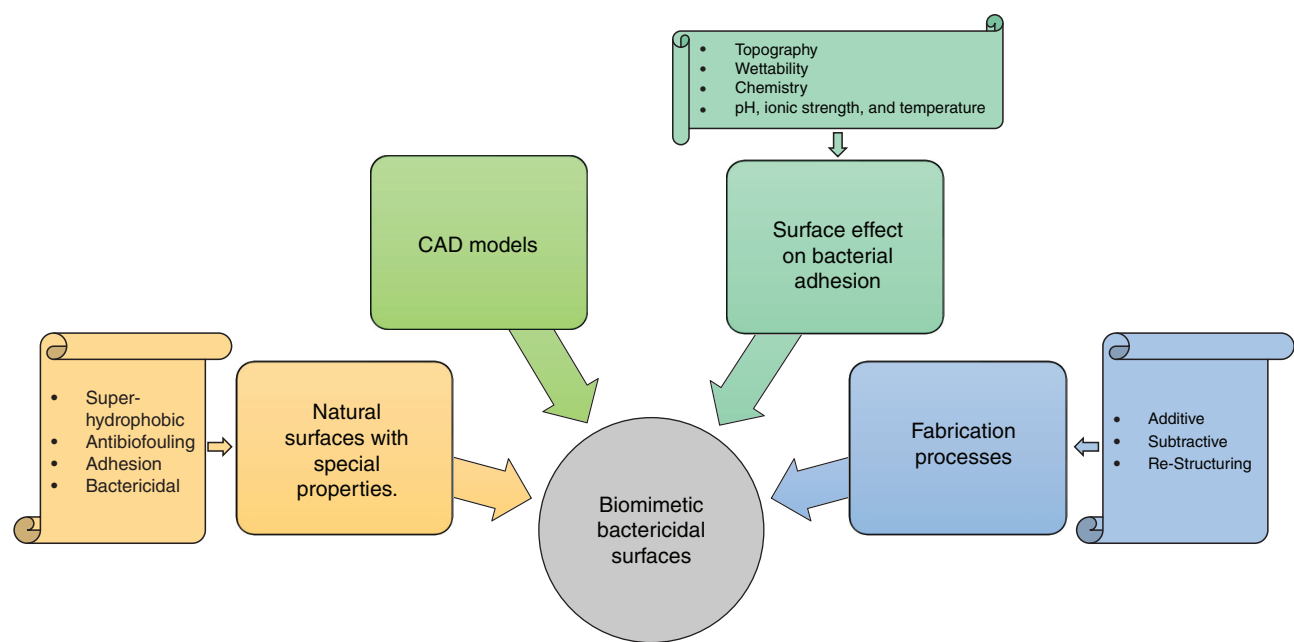 • Topography
• Wettability
• Chemistry
• pH, ionic strength, and temperature
CAD models
Surface effect
on bacterial
adhesion
• Super-
hydrophobic
• Antibiofouling
• Adhesion
• Bactericidal
Natural
surfaces with
special
properties.
Fabrication
processes
• Additive
• Subtractive
• Re-Structuring
Biomimetic
bactericidal
surfaces